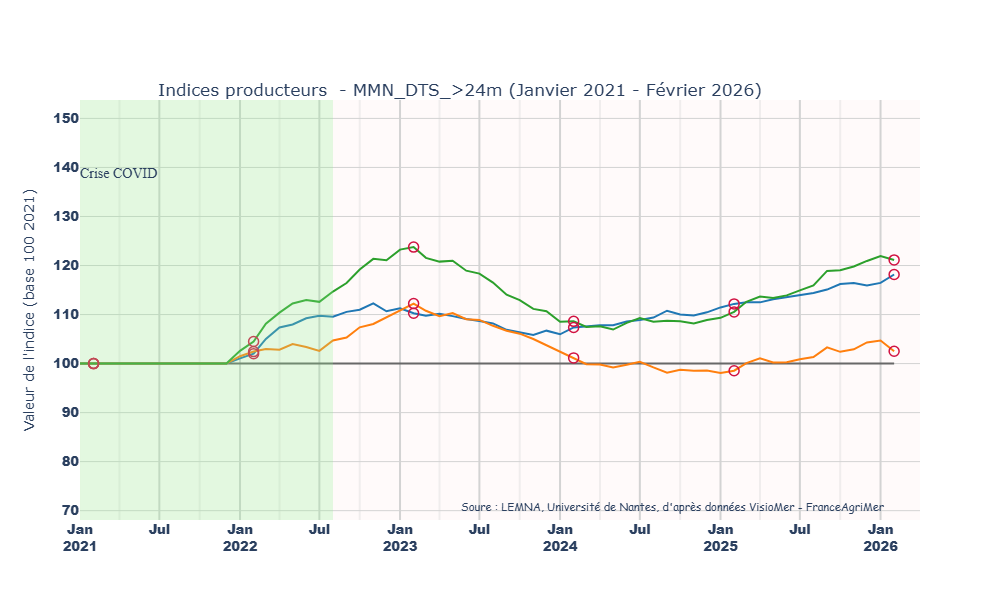 Indices producteurs  - MMN_DTS_>24m (Janvier 2021 - Février 2026)
Valeur de l'indice (base 100 2021)
150
140
130
120
110
100
90
80
70
Crise COVID
Soure : LEMNA, Université de Nantes, d'après données VisioMer - FranceAgriMer
Jan Jul Jan Jul Jan Jul Jan Jul Jan Jul Jan
2021 2022 2023 2024 2025 2026